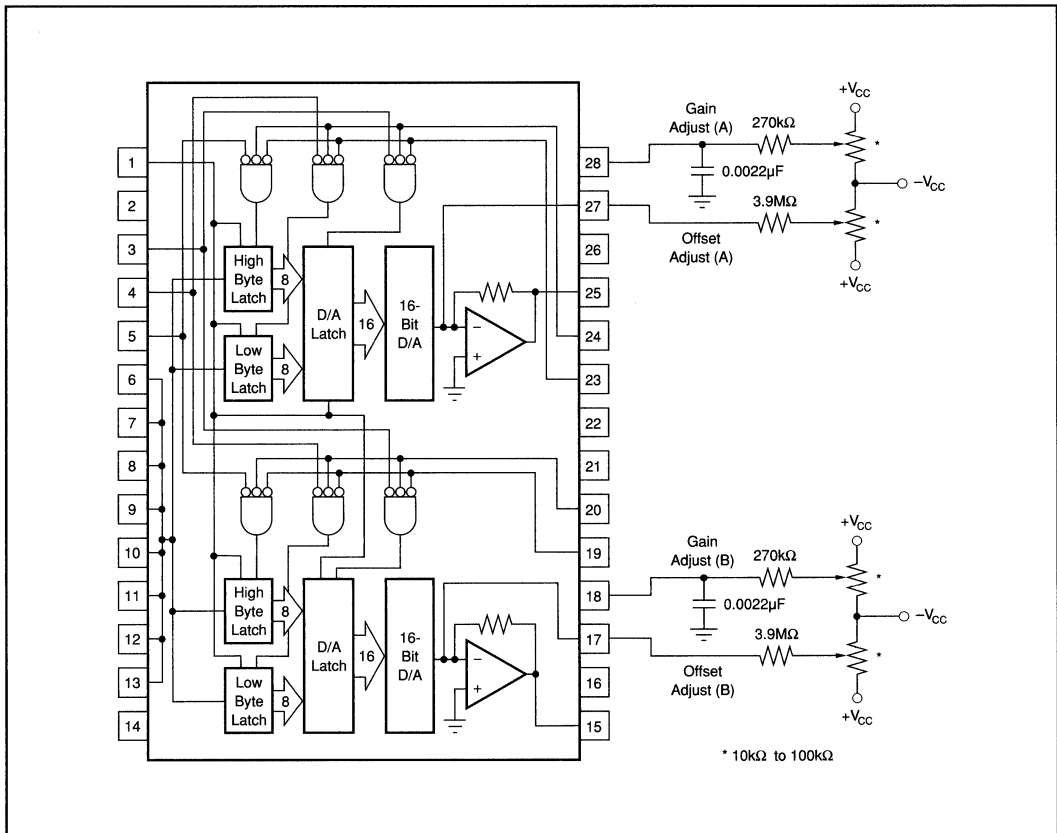 1
2
3
4
5
6
7
8
9
10
11
12
13
14
28
27
26
25
24
23
22
21
20
19
18
17
16
15
High
Byte
Latch
8
Low
Byte
Latch
8
D/A
Latch
16
16-
Bit
D/A
−
+
High
Byte
Latch
8
Low
Byte
Latch
8
D/A
Latch
16
16-
Bit
D/A
−
+
Gain
Adjust (A)
270kΩ
0.0022µF
+VCC
*
−VCC
3.9MΩ
Offset
Adjust (A)
*
+VCC
Gain
Adjust (B)
270kΩ
0.0022µF
+VCC
*
−VCC
3.9MΩ
Offset
Adjust (B)
*
+VCC
* 10kΩ to 100kΩ